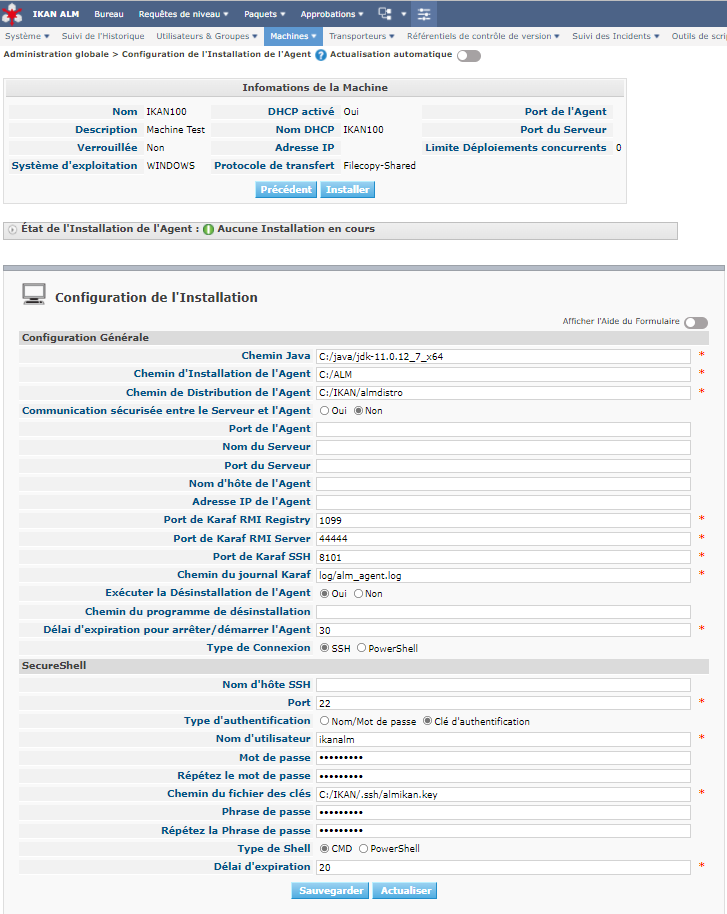 IKAN ALM Bureau Requêtes de niveau Paquets Approbations
Système Suivi de l'Historique Utilisateurs & Groupes Machines Transporteurs Référentiels de contrôle de version Suivi des Incidents Outils de scri
Administration globale > Configuration de l'Installation de l'Agent ? Actualisation automatique
Infomations de la Machine
Nom IKAN100 DHCP activé Oui Port de l'Agent
Description Machine Test Nom DHCP IKAN100 Port du Serveur
Verrouillée Non Adresse IP Limite Déploiements concurrents 0
Système d'exploitation WINDOWS Protocole de transfert Filecopy-Shared
Précédent Installer
État de l'Installation de l'Agent : Aucune Installation en cours
Configuration de l'Installation
Afficher l'Aide du Formulaire
Configuration Générale
Chemin Java C:/java/jdk-11.0.12_7_x64 *
Chemin d'Installation de l'Agent C:/ALM *
Chemin de Distribution de l'Agent C:/IKAN/almdistro *
Communication sécurisée entre le Serveur et l'Agent Oui Non
Port de l'Agent
Nom du Serveur
Port du Serveur
Nom d'hôte de l'Agent
Adresse IP de l'Agent
Port de Karaf RMI Registry 1099 *
Port de Karaf RMI Server 44444 *
Port de Karaf SSH 8101 *
Chemin du journal Karaf log/alm_agent.log *
Exécuter la Désinstallation de l'Agent Oui Non
Chemin du programme de désinstallation
Délai d'expiration pour arrêter/démarrer l'Agent 30 *
Type de Connexion SSH PowerShell
SecureShell
Nom d'hôte SSH
Port 22 *
Type d'authentification Nom/Mot de passe Clé d'authentification
Nom d'utilisateur ikanalm *
Mot de passe •••••••••
Répétez le mot de passe •••••••••
Chemin du fichier des clés C:/IKAN/.ssh/almikan.key *
Phrase de passe •••••••••
Répétez la Phrase de passe •••••••••
Type de Shell CMD PowerShell
Délai d'expiration 20 *
Sauvegarder Actualiser